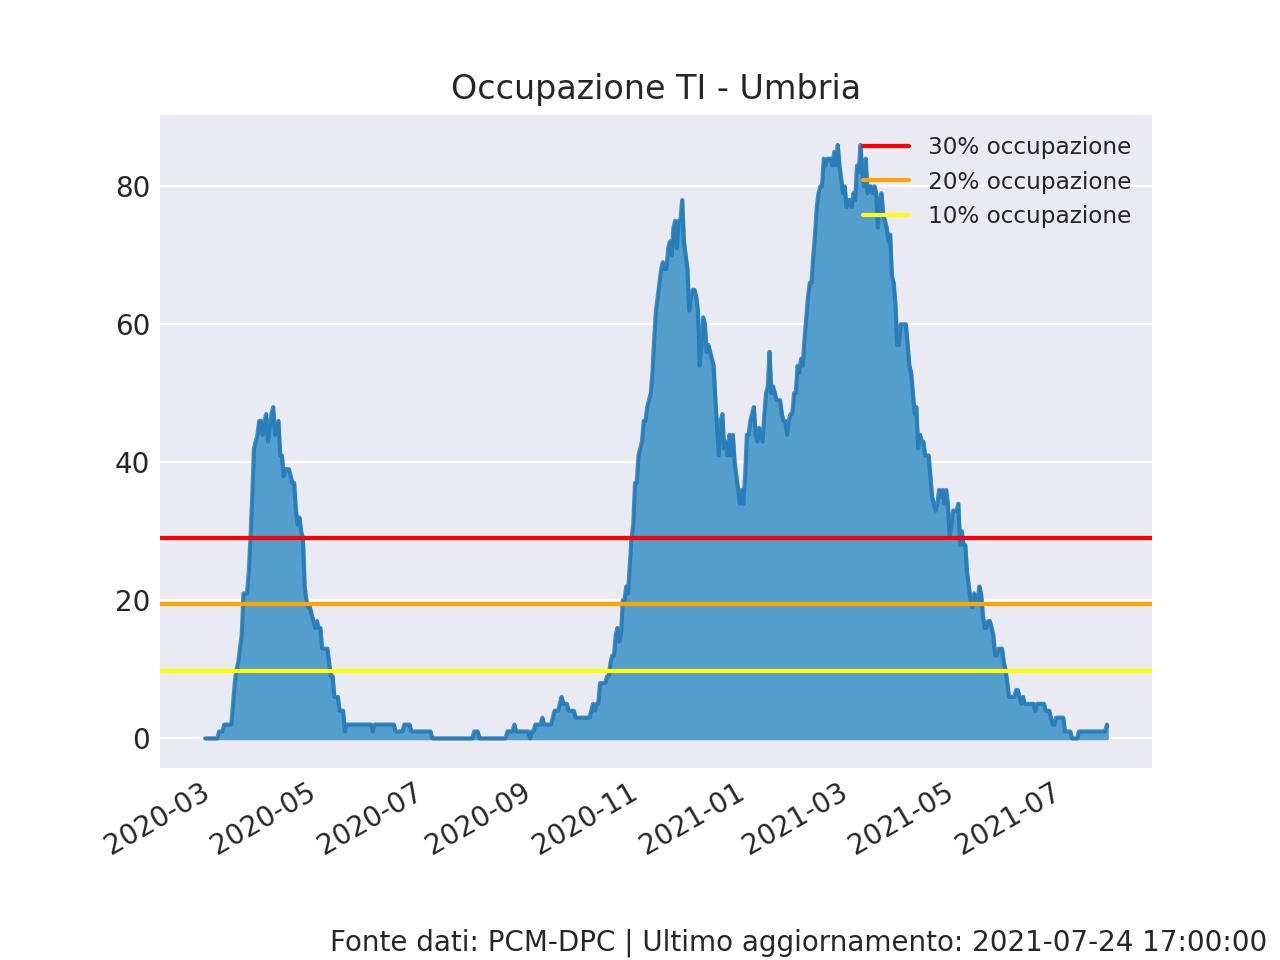 Occupazione TI - Umbria
30% occupazione
20% occupazione
10% occupazione
80
60
40
20
0
2020-03
2020-05
2020-07
2020-09
2020-11
2021-01
2021-03
2021-05
2021-07
Fonte dati: PCM-DPC | Ultimo aggiornamento: 2021-07-24 17:00:00